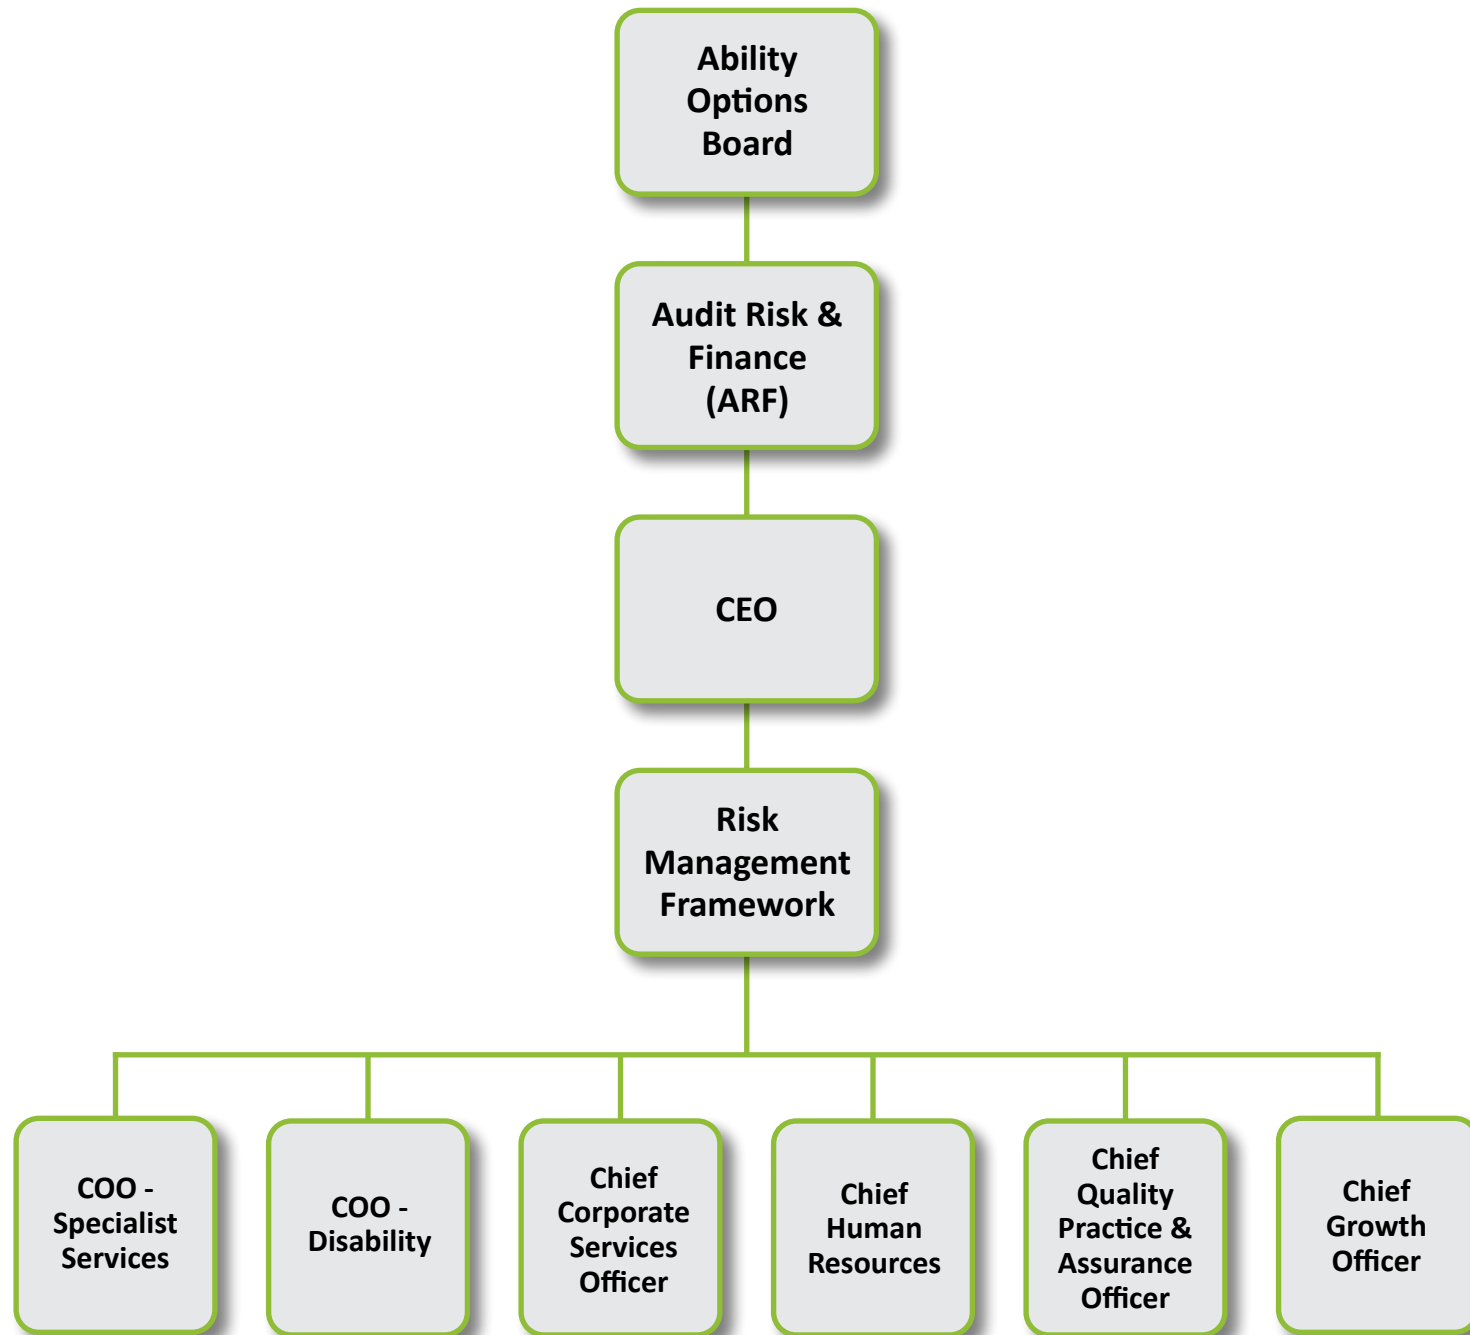 Ability
Options
Board
Audit Risk &
Finance
(ARF)
CEO
Risk
Management
Framework
COO -
Specialist
Services
COO -
Disability
Chief
Corporate
Services
Officer
Chief
Human
Resources
Chief
Quality
Practice &
Assurance
Officer
Chief
Growth
Officer